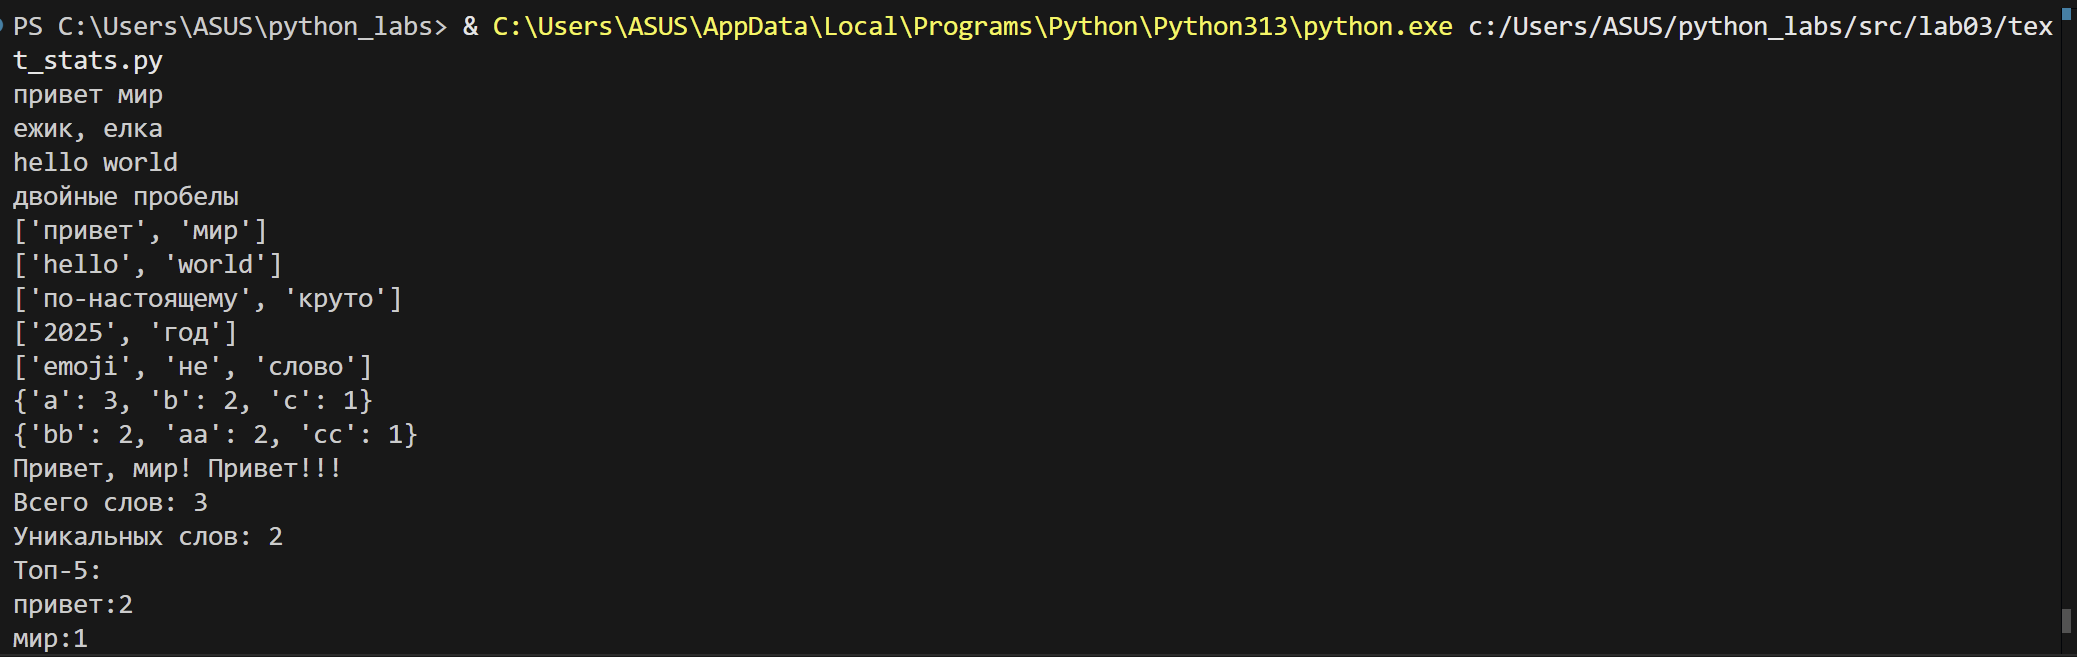 PS C:\Users\ASUS\python_labs> & C:\Users\ASUS\AppData\Local\Programs\Python\Python313\python.exe c:/Users/ASUS/python_labs/src/lab03/tex
t_stats.py
привет мир
ежик, елка
hello world
двойные пробелы
['привет', 'мир']
['hello', 'world']
['по-настоящему', 'круто']
['2025', 'год']
['emoji', 'не', 'слово']
{'a': 3, 'b': 2, 'c': 1}
{'bb': 2, 'aa': 2, 'cc': 1}
Привет, мир! Привет!!!
Всего слов: 3
Уникальных слов: 2
Топ-5:
привет:2
мир:1